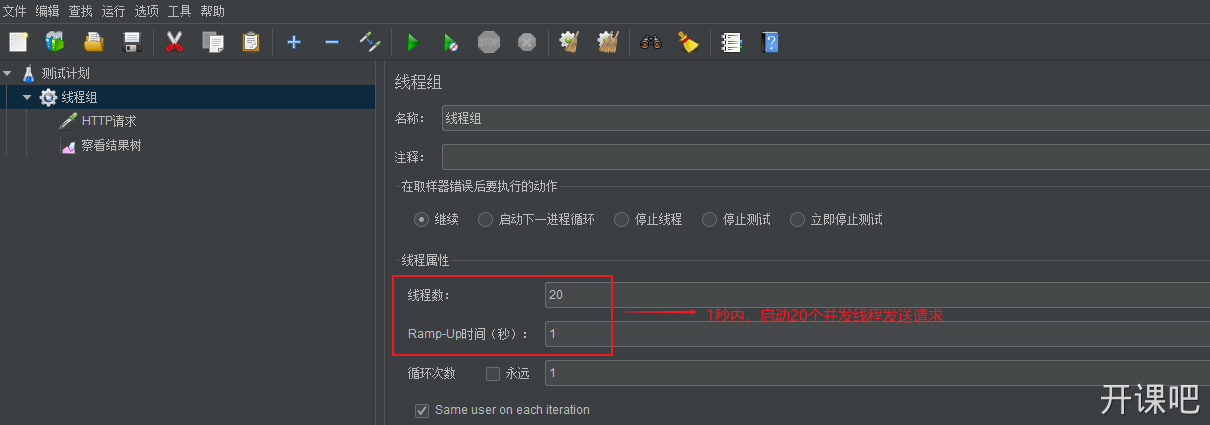 文件 编辑 查找 运行 选项 工具 帮助
STOP
测试计划
线程组
HTTP请求
察看结果树
线程组
名称： 线程组
注释：
在取样器错误后要执行的动作
继续 启动下一进程循环 停止线程 停止测试 立即停止测试
线程属性
线程数： 20
1秒内，启动20个并发线程发送请求
Ramp-Up时间（秒）： 1
循环次数 永远 1
Same user on each iteration
开课吧